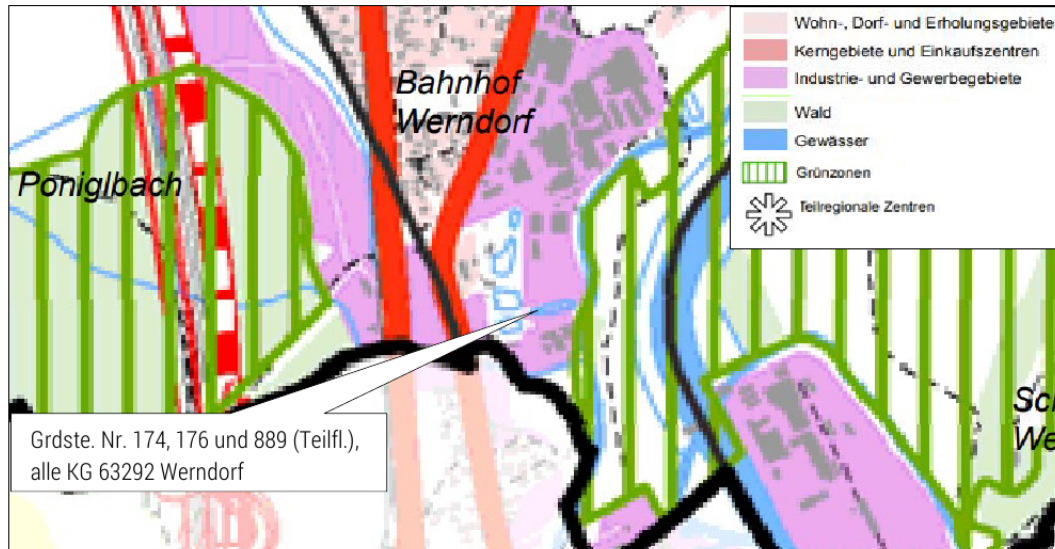 Wohn-, Dorf- und Erholungsgebiete
Kerngebiete und Einkaufszentren
Industrie- und Gewerbegebiete
Wald
Gewässer
Grünzonen
Teilregionale Zentren
Bahnhof
Werndorf
Poniglbach
Grdste. Nr. 174, 176 und 889 (Teilfl.),
alle KG 63292 Werndorf